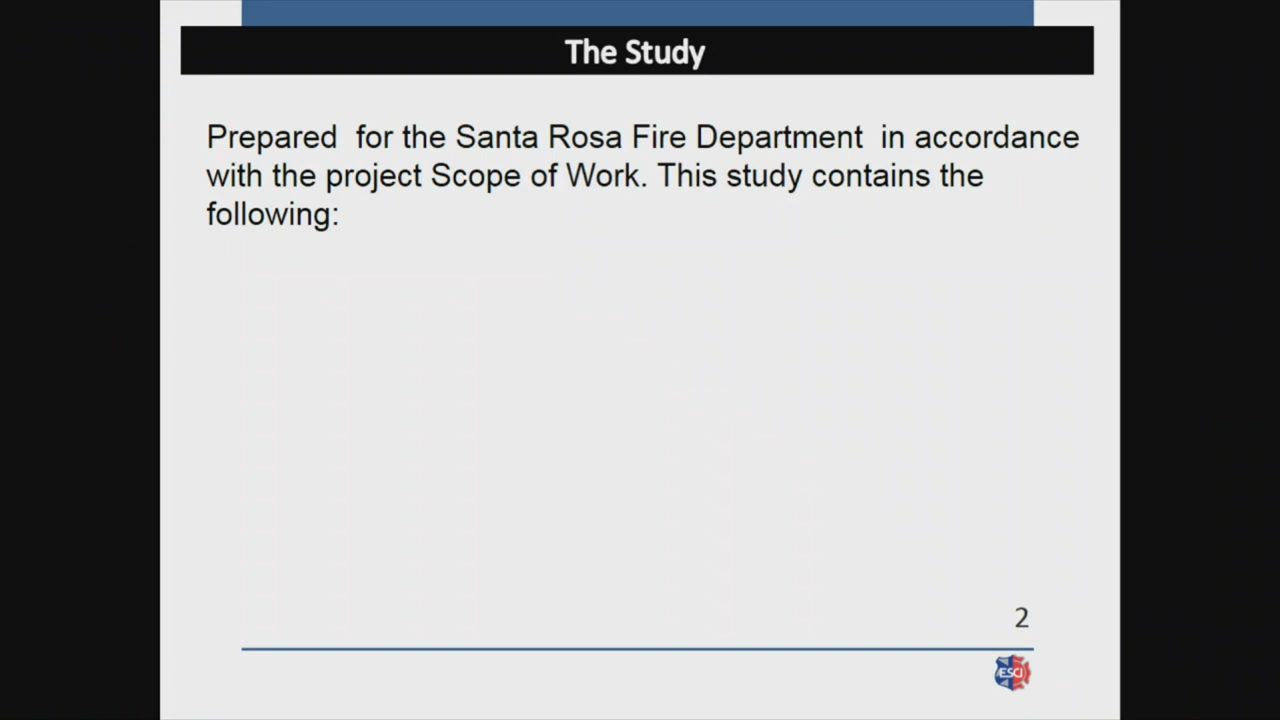 The Study
Prepared  for the Santa Rosa Fire Department  in accordance
with the project Scope of Work. This study contains the
following:
2
ESCI